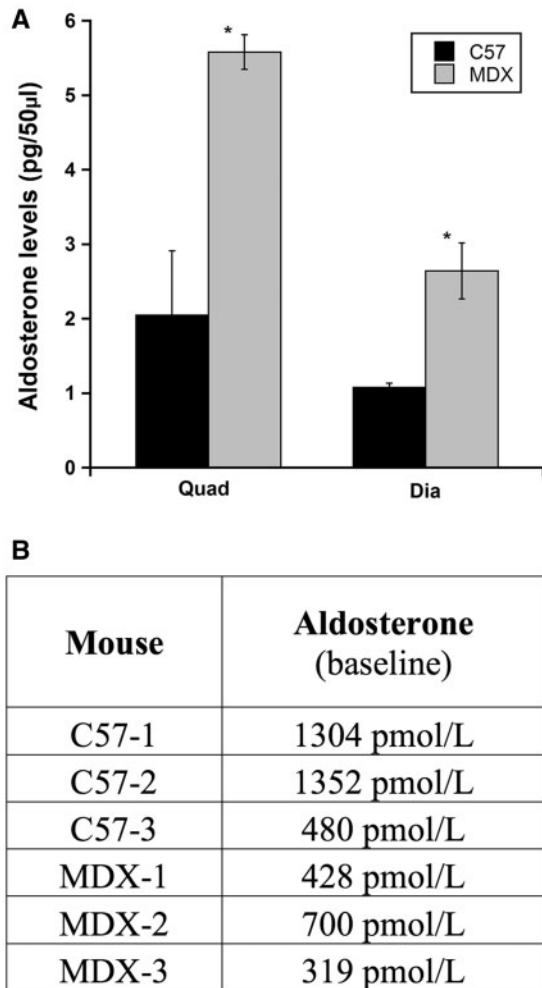 A
6
5
4
3
2
1
0
Aldosterone levels (pg/50µl)
*
*
C57
MDX
Quad Dia
B
Mouse Aldosterone
(baseline)
C57-1 1304 pmol/L
C57-2 1352 pmol/L
C57-3 480 pmol/L
MDX-1 428 pmol/L
MDX-2 700 pmol/L
MDX-3 319 pmol/L